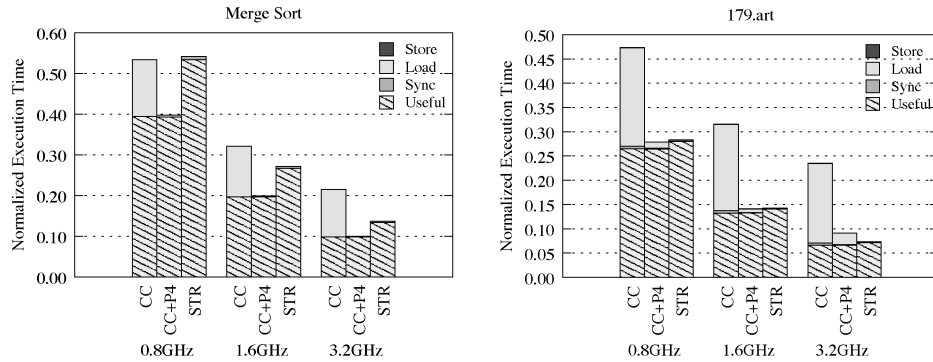 Merge Sort
Normalized Execution Time
0.60
0.50
0.40
0.30
0.20
0.10
0.00
Store
Load
Sync
Useful
CC
CC+P4
STR
CC
CC+P4
STR
CC
CC+P4
STR
0.8GHz 1.6GHz 3.2GHz
179.art
Normalized Execution Time
0.50
0.45
0.40
0.35
0.30
0.25
0.20
0.15
0.10
0.05
0.00
Store
Load
Sync
Useful
CC
CC+P4
STR
CC
CC+P4
STR
CC
CC+P4
STR
0.8GHz 1.6GHz 3.2GHz